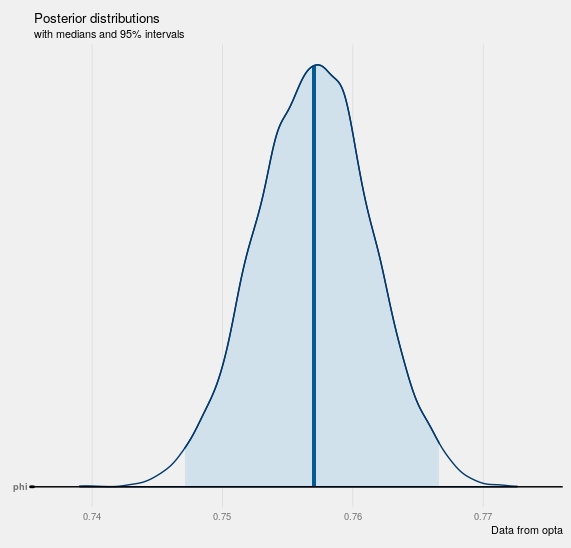 Posterior distributions
with medians and 95% intervals
phi
0.74 0.75 0.76 0.77
Data from opta